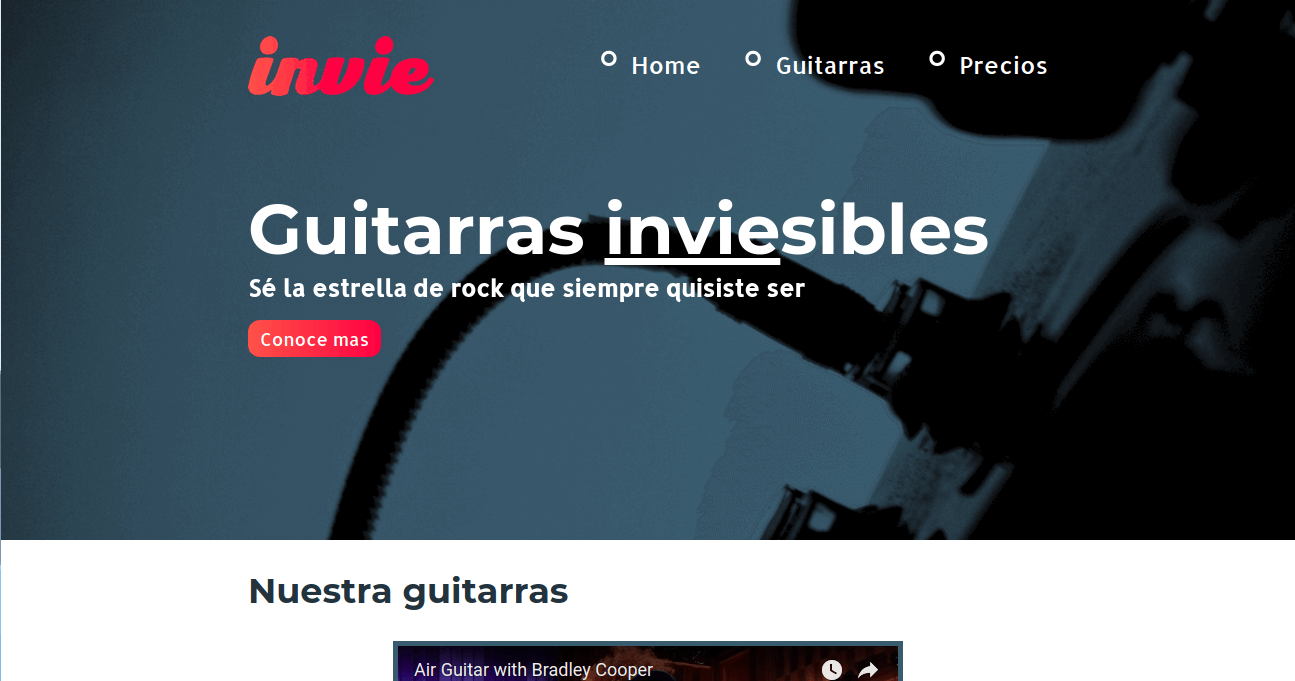 invie
Home
Guitarras
Precios
Guitarras inviesibles
Sé la estrella de rock que siempre quisiste ser
Conoce mas
Nuestra guitarras
Air Guitar with Bradley Cooper